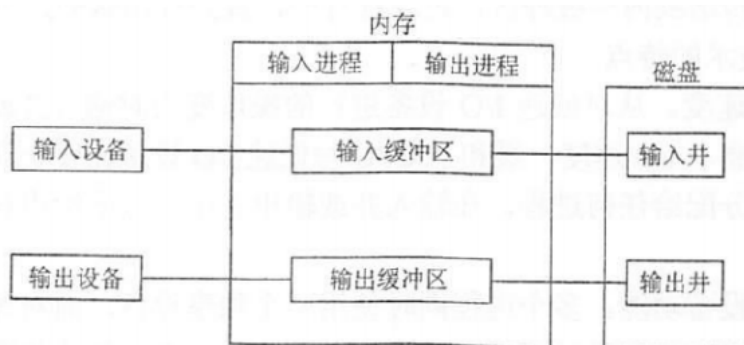 内存
输入进程 输出进程
磁盘
输入设备 输入缓冲区 输入井
输出设备 输出缓冲区 输出井